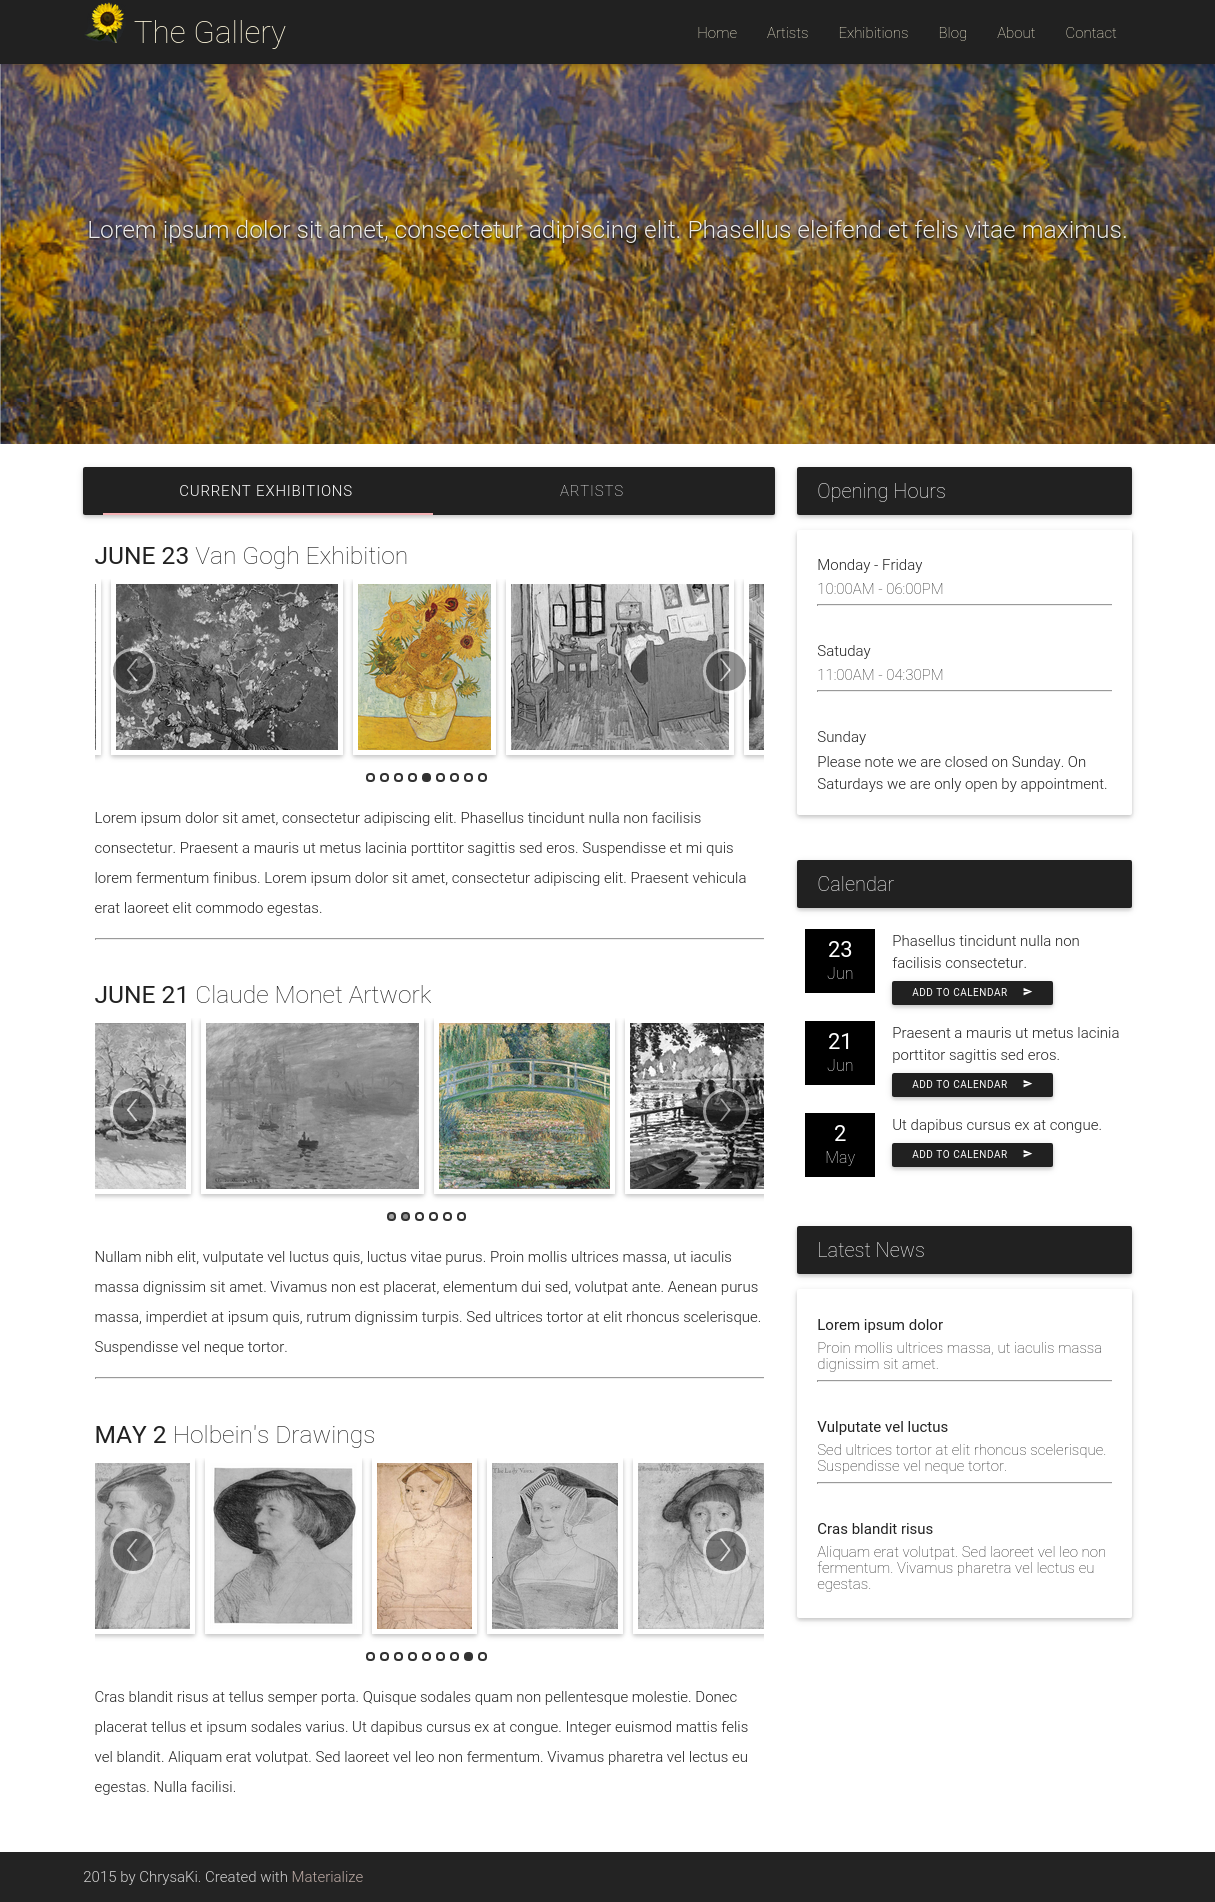 The Gallery
Home Artists Exhibitions Blog About Contact
Lorem ipsum dolor sit amet, consectetur adipiscing elit. Phasellus eleifend et felis vitae maximus.
CURRENT EXHIBITIONS ARTISTS
JUNE 23 Van Gogh Exhibition
Lorem ipsum dolor sit amet, consectetur adipiscing elit. Phasellus tincidunt nulla non facilisis
consectetur. Praesent a mauris ut metus lacinia porttitor sagittis sed eros. Suspendisse et mi quis
lorem fermentum finibus. Lorem ipsum dolor sit amet, consectetur adipiscing elit. Praesent vehicula
erat laoreet elit commodo egestas.
JUNE 21 Claude Monet Artwork
Nullam nibh elit, vulputate vel luctus quis, luctus vitae purus. Proin mollis ultrices massa, ut iaculis
massa dignissim sit amet. Vivamus non est placerat, elementum dui sed, volutpat ante. Aenean purus
massa, imperdiet at ipsum quis, rutrum dignissim turpis. Sed ultrices tortor at elit rhoncus scelerisque.
Suspendisse vel neque tortor.
MAY 2 Holbein's Drawings
Cras blandit risus at tellus semper porta. Quisque sodales quam non pellentesque molestie. Donec
placerat tellus et ipsum sodales varius. Ut dapibus cursus ex at congue. Integer euismod mattis felis
vel blandit. Aliquam erat volutpat. Sed laoreet vel leo non fermentum. Vivamus pharetra vel lectus eu
egestas. Nulla facilisi.
Opening Hours
Monday - Friday
10:00AM - 06:00PM
Satuday
11:00AM - 04:30PM
Sunday
Please note we are closed on Sunday. On
Saturdays we are only open by appointment.
Calendar
23
Jun
Phasellus tincidunt nulla non
facilisis consectetur.
ADD TO CALENDAR
21
Jun
Praesent a mauris ut metus lacinia
porttitor sagittis sed eros.
ADD TO CALENDAR
2
May
Ut dapibus cursus ex at congue.
ADD TO CALENDAR
Latest News
Lorem ipsum dolor
Proin mollis ultrices massa, ut iaculis massa
dignissim sit amet.
Vulputate vel luctus
Sed ultrices tortor at elit rhoncus scelerisque.
Suspendisse vel neque tortor.
Cras blandit risus
Aliquam erat volutpat. Sed laoreet vel leo non
fermentum. Vivamus pharetra vel lectus eu
egestas.
2015 by ChrysaKi. Created with Materialize